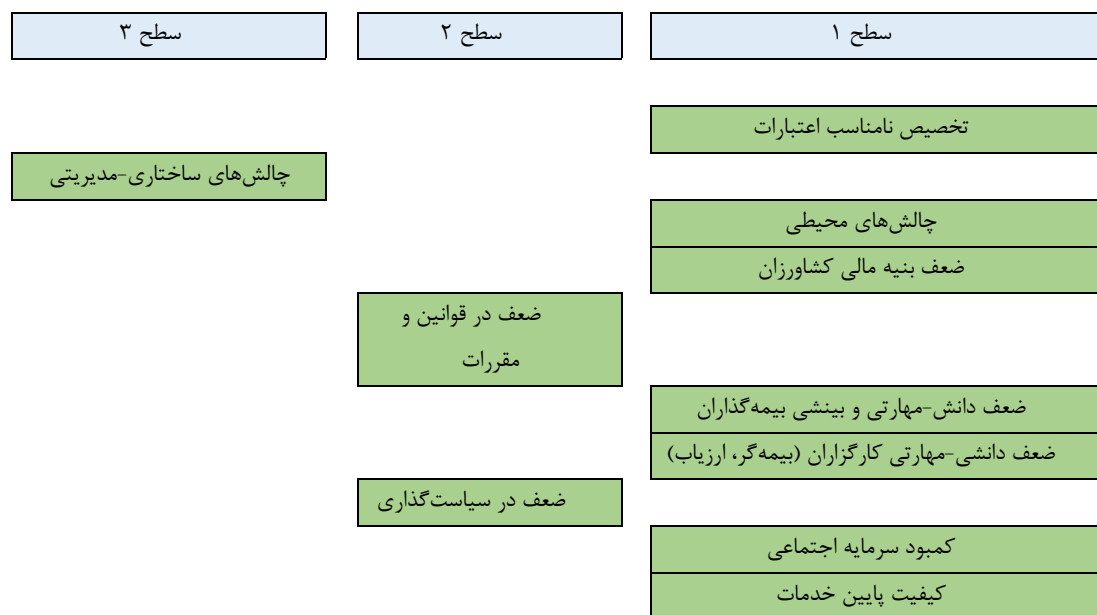 سطح ۱
سطح ۲
سطح ۳
تخصیص نامناسب اعتبارات
چالش‌های ساختاری-مدیریتی
چالش‌های محیطی
ضعف بنیه مالی کشاورزان
ضعف در قوانین و
مقررات
ضعف دانش-مهارتی و بینشی بیمه‌گذاران
ضعف دانشی-مهارتی کارگزاران (بیمه‌گر، ارزیاب)
ضعف در سیاست‌گذاری
کمبود سرمایه اجتماعی
کیفیت پایین خدمات